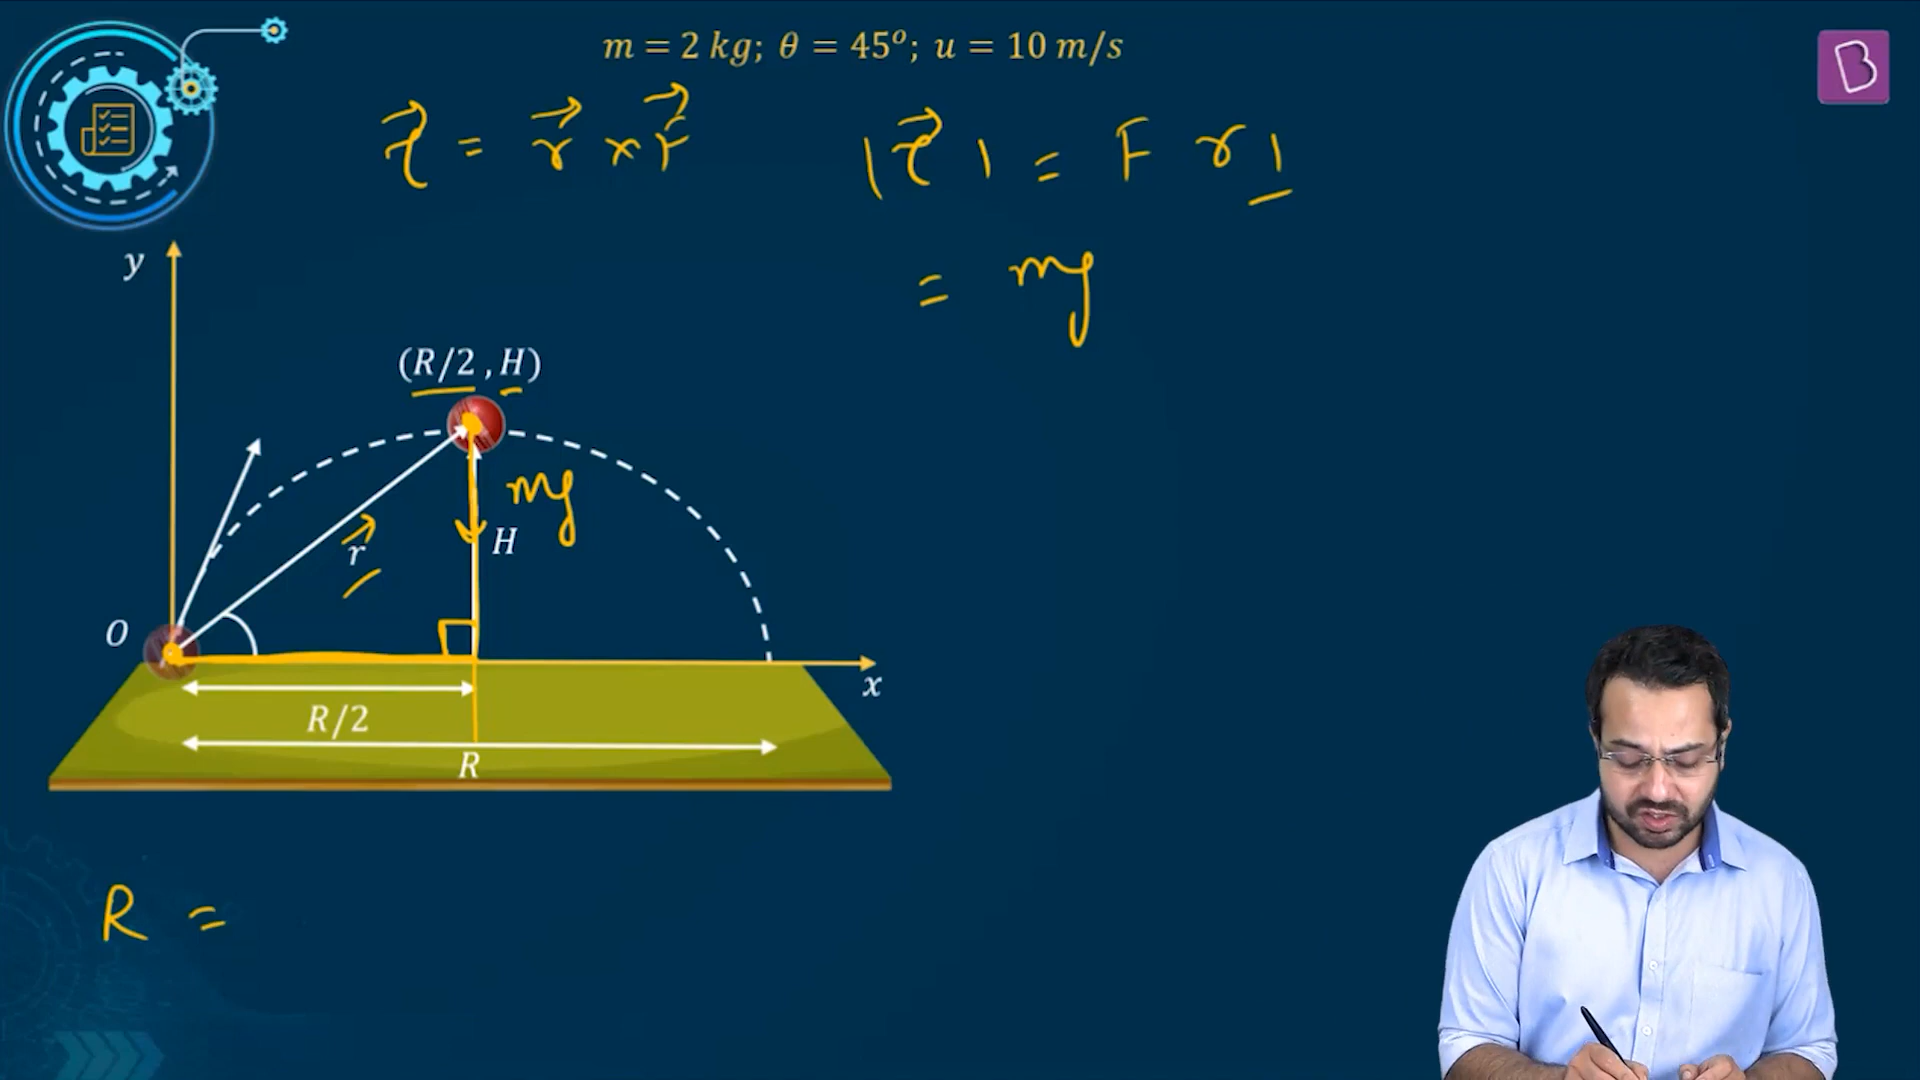 m = 2 kg; θ = 45°; u = 10 m/s
τ⃗ = r⃗ × F⃗
|τ⃗| = F r⊥
= mg
y
(R/2 , H)
mg
r⃗
H
O
x
R/2
R
R =
B